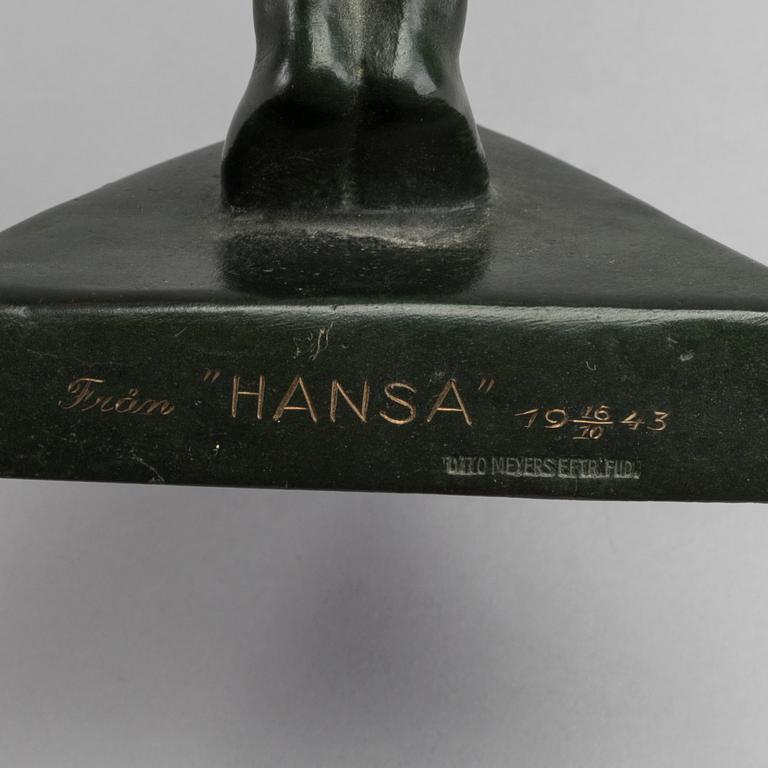 Från "HANSA" 19 16/10 43
OTTO MEYERS EFTR. FUD.